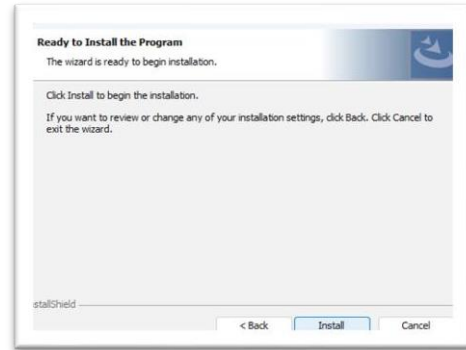 Ready to Install the Program
The wizard is ready to begin installation.
Click Install to begin the installation.
If you want to review or change any of your installation settings, click Back. Click Cancel to
exit the wizard.
stallShield
< Back Install Cancel